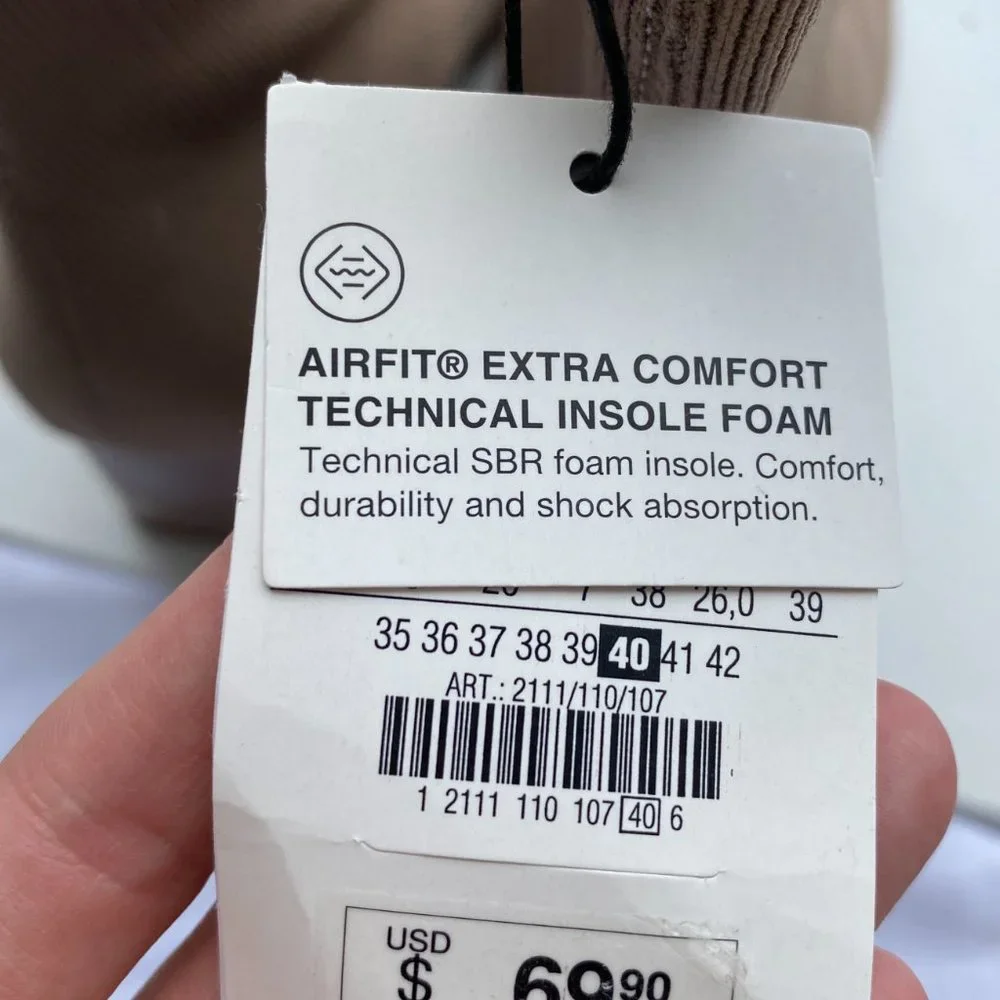 AIRFIT® EXTRA COMFORT
TECHNICAL INSOLE FOAM
Technical SBR foam insole. Comfort,
durability and shock absorption.
7 38 26,0 39
35 36 37 38 39 40 41 42
ART.: 2111/110/107
1 2111 110 107 40 6
USD
$ 69.90